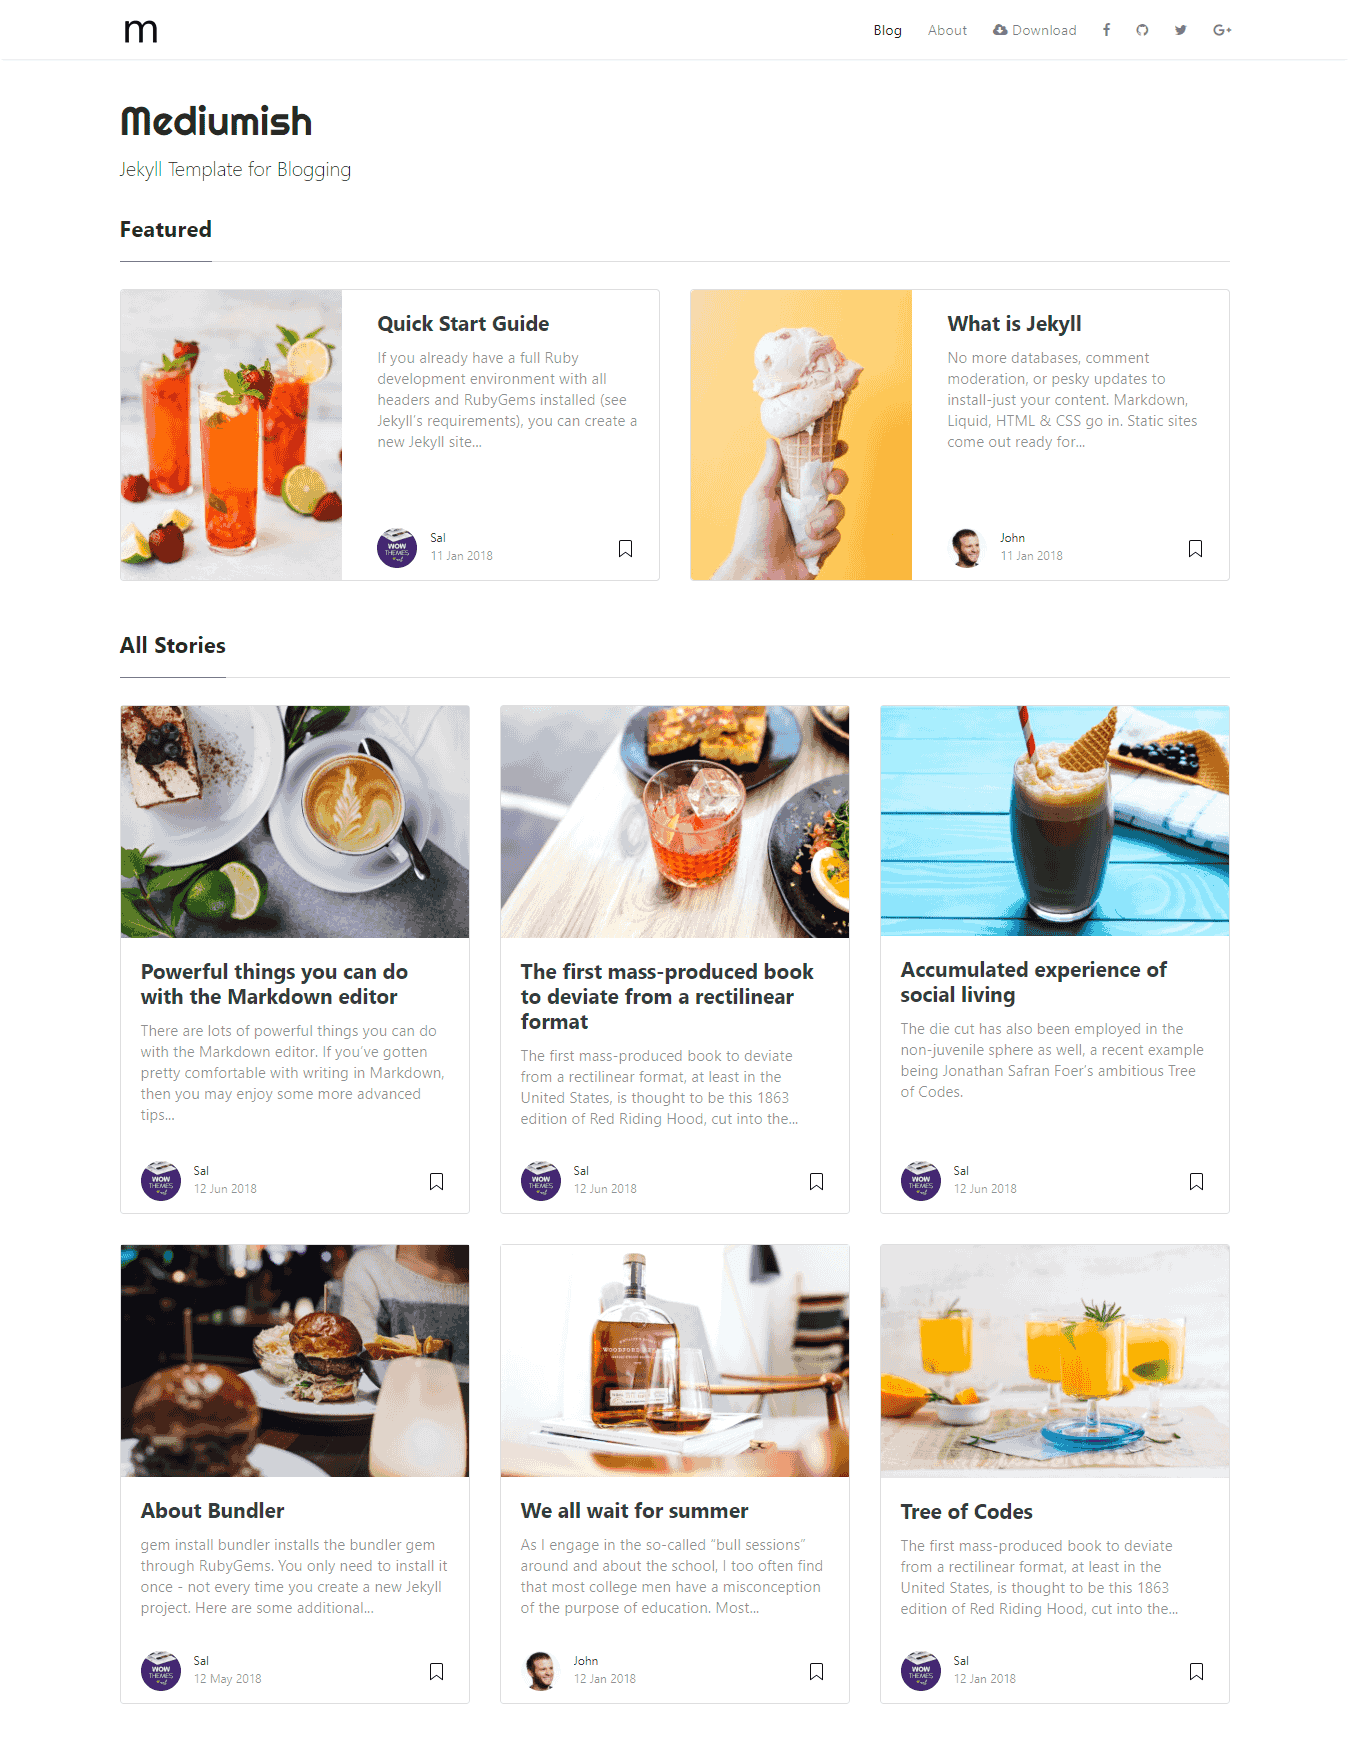 m
Blog About Download
Mediumish
Jekyll Template for Blogging
Featured
Quick Start Guide
If you already have a full Ruby
development environment with all
headers and RubyGems installed (see
Jekyll’s requirements), you can create a
new Jekyll site...
Sal
11 Jan 2018
What is Jekyll
No more databases, comment
moderation, or pesky updates to
install-just your content. Markdown,
Liquid, HTML & CSS go in. Static sites
come out ready for...
John
11 Jan 2018
All Stories
Powerful things you can do
with the Markdown editor
There are lots of powerful things you can do
with the Markdown editor. If you’ve gotten
pretty comfortable with writing in Markdown,
then you may enjoy some more advanced
tips...
WOW
THEMES
Sal
12 Jun 2018
The first mass-produced book
to deviate from a rectilinear
format
The first mass-produced book to deviate
from a rectilinear format, at least in the
United States, is thought to be this 1863
edition of Red Riding Hood, cut into the...
WOW
THEMES
Sal
12 Jun 2018
Accumulated experience of
social living
The die cut has also been employed in the
non-juvenile sphere as well, a recent example
being Jonathan Safran Foer’s ambitious Tree
of Codes.
WOW
THEMES
Sal
12 Jun 2018
About Bundler
gem install bundler installs the bundler gem
through RubyGems. You only need to install it
once - not every time you create a new Jekyll
project. Here are some additional...
WOW
THEMES
Sal
12 May 2018
We all wait for summer
As I engage in the so-called “bull sessions”
around and about the school, I too often find
that most college men have a misconception
of the purpose of education. Most...
John
12 Jan 2018
Tree of Codes
The first mass-produced book to deviate
from a rectilinear format, at least in the
United States, is thought to be this 1863
edition of Red Riding Hood, cut into the...
WOW
THEMES
Sal
12 Jan 2018